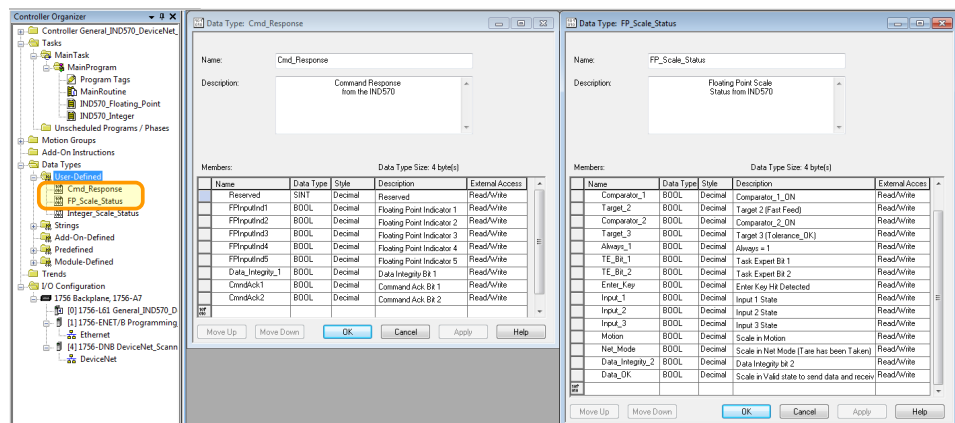 Controller Organizer
Controller General_IND570_DeviceNet_
Tasks
MainTask
MainProgram
Program Tags
MainRoutine
IND570_Floating_Point
IND570_Integer
Unscheduled Programs / Phases
Motion Groups
Add-On Instructions
Data Types
User-Defined
Cmd_Response
FP_Scale_Status
Integer_Scale_Status
Strings
Add-On-Defined
Predefined
Module-Defined
Trends
I/O Configuration
1756 Backplane, 1756-A7
[0] 1756-L61 General_IND570_D
[1] 1756-ENET/B Programming_
Ethernet
[4] 1756-DNB DeviceNet_Scann
DeviceNet
Data Type: Cmd_Response
Name: Cmd_Response
Description: Command Response
from the IND570
Members: Data Type Size: 4 byte(s)
Name Data Type Style Description External Access
Reserved SINT Decimal Reserved Read/Write
FPInputInd1 BOOL Decimal Floating Point Indicator 1 Read/Write
FPInputInd2 BOOL Decimal Floating Point Indicator 2 Read/Write
FPInputInd3 BOOL Decimal Floating Point Indicator 3 Read/Write
FPInputInd4 BOOL Decimal Floating Point Indicator 4 Read/Write
FPInputInd5 BOOL Decimal Floating Point Indicator 5 Read/Write
Data_Integrity_1 BOOL Decimal Data Integrity Bit 1 Read/Write
CmndAck1 BOOL Decimal Command Ack Bit 1 Read/Write
CmndAck2 BOOL Decimal Command Ack Bit 2 Read/Write
Move Up Move Down OK Cancel Apply Help
Data Type: FP_Scale_Status
Name: FP_Scale_Status
Description: Floating Point Scale
Status from IND570
Members: Data Type Size: 4 byte(s)
Name Data Type Style Description External Acces
Comparator_1 BOOL Decimal Comparator_1_ON Read/Write
Target_2 BOOL Decimal Target 2 (Fast Feed) Read/Write
Comparator_2 BOOL Decimal Comparator_2_ON Read/Write
Target_3 BOOL Decimal Target 3 (Tolerance_OK) Read/Write
Always_1 BOOL Decimal Always = 1 Read/Write
TE_Bit_1 BOOL Decimal Task Expert Bit 1 Read/Write
TE_Bit_2 BOOL Decimal Task Expert Bit 2 Read/Write
Enter_Key BOOL Decimal Enter Key Hit Detected Read/Write
Input_1 BOOL Decimal Input 1 State Read/Write
Input_2 BOOL Decimal Input 2 State Read/Write
Input_3 BOOL Decimal Input 3 State Read/Write
Motion BOOL Decimal Scale in Motion Read/Write
Net_Mode BOOL Decimal Scale in Net Mode (Tare has been Taken) Read/Write
Data_Integrity_2 BOOL Decimal Data Integrity bit 2 Read/Write
Data_OK BOOL Decimal Scale in Valid state to send data and receiv Read/Write
Move Up Move Down OK Cancel Apply Help